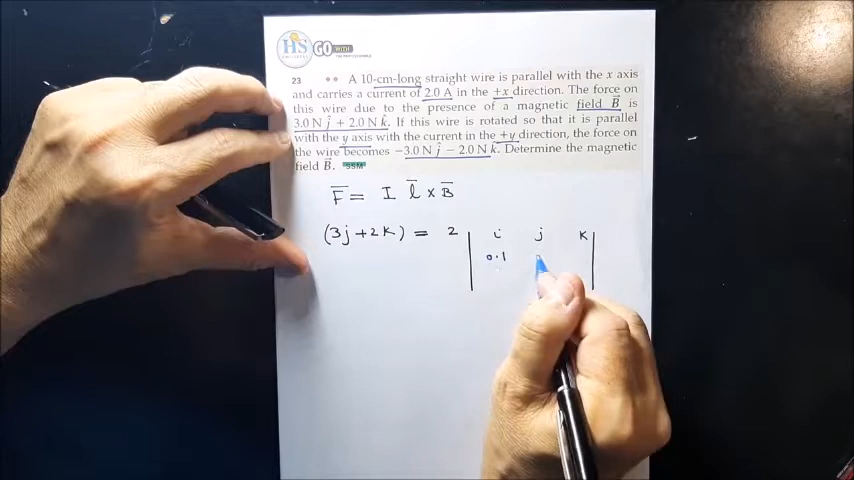 HS GO WITH
23 •• A 10-cm-long straight wire is parallel with the x axis
and carries a current of 2.0 A in the +x direction. The force on
this wire due to the presence of a magnetic field B⃗ is
3.0 N ĵ + 2.0 N k̂. If this wire is rotated so that it is parallel
with the y axis with the current in the +y direction, the force on
the wire becomes −3.0 N î − 2.0 N k̂. Determine the magnetic
field B⃗. SSM
F̅ = I l̅ × B̅
(3j + 2k) = 2 | i j k |
0.1